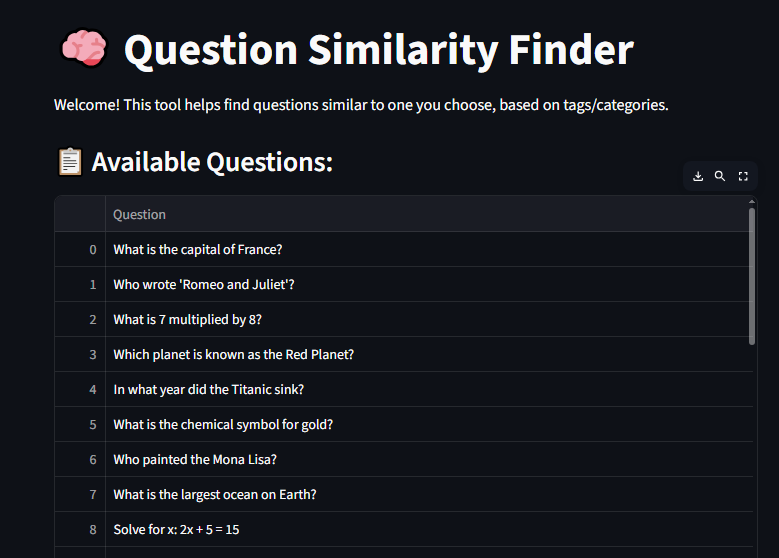 Question Similarity Finder
Welcome! This tool helps find questions similar to one you choose, based on tags/categories.
Available Questions:
Question
0 What is the capital of France?
1 Who wrote 'Romeo and Juliet'?
2 What is 7 multiplied by 8?
3 Which planet is known as the Red Planet?
4 In what year did the Titanic sink?
5 What is the chemical symbol for gold?
6 Who painted the Mona Lisa?
7 What is the largest ocean on Earth?
8 Solve for x: 2x + 5 = 15